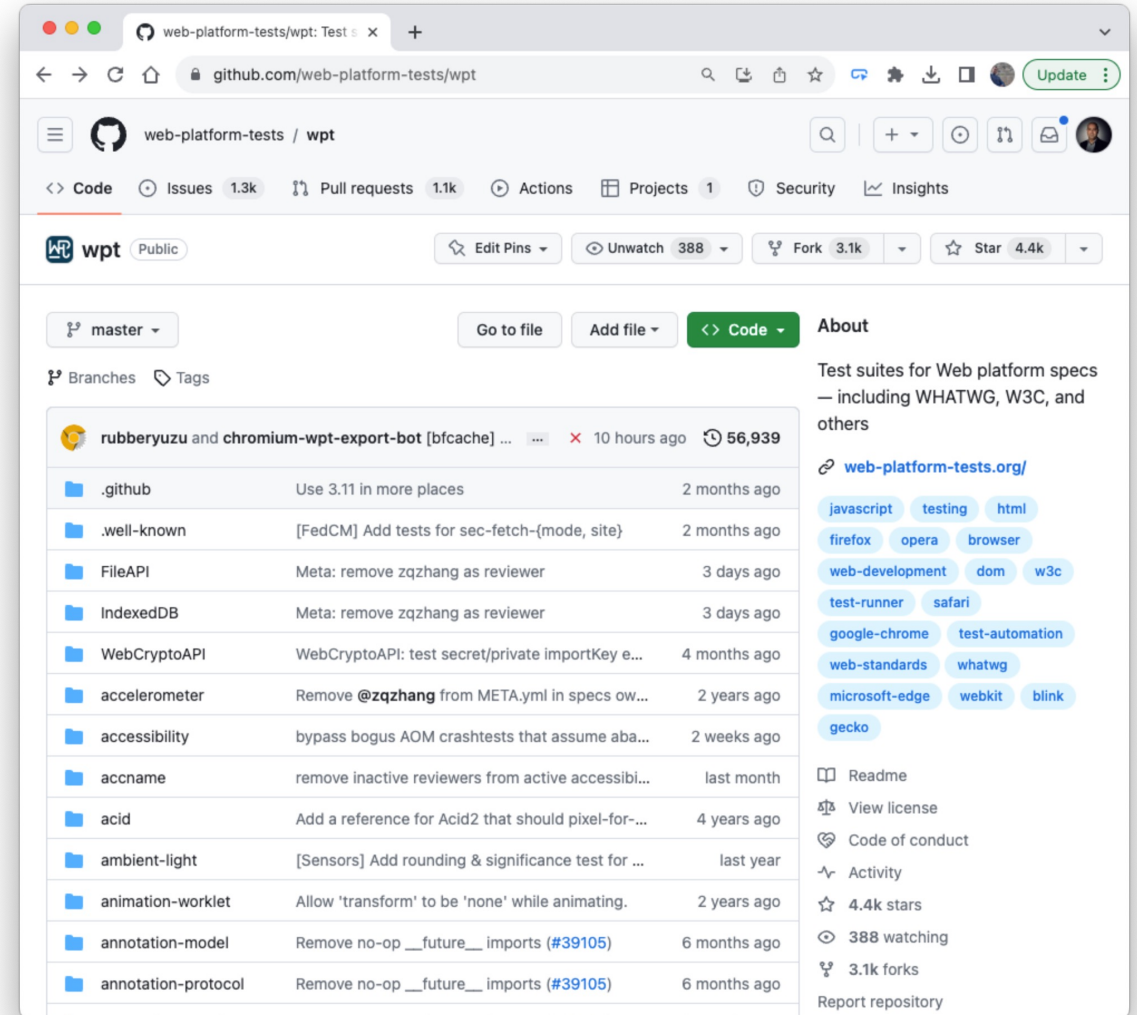 web-platform-tests/wpt: Test s
github.com/web-platform-tests/wpt
Update
web-platform-tests / wpt
Code Issues 1.3k Pull requests 1.1k Actions Projects 1 Security Insights
wpt Public Edit Pins Unwatch 388 Fork 3.1k Star 4.4k
master Go to file Add file Code
Branches Tags
rubberyuzu and chromium-wpt-export-bot [bfcache] ... ... 10 hours ago 56,939
.github Use 3.11 in more places 2 months ago
.well-known [FedCM] Add tests for sec-fetch-{mode, site} 2 months ago
FileAPI Meta: remove zqzhang as reviewer 3 days ago
IndexedDB Meta: remove zqzhang as reviewer 3 days ago
WebCryptoAPI WebCryptoAPI: test secret/private importKey e... 4 months ago
accelerometer Remove @zqzhang from META.yml in specs ow... 2 years ago
accessibility bypass bogus AOM crashtests that assume aba... 2 weeks ago
accname remove inactive reviewers from active accessibi... last month
acid Add a reference for Acid2 that should pixel-for-... 4 years ago
ambient-light [Sensors] Add rounding & significance test for ... last year
animation-worklet Allow 'transform' to be 'none' while animating. 2 years ago
annotation-model Remove no-op __future__ imports (#39105) 6 months ago
annotation-protocol Remove no-op __future__ imports (#39105) 6 months ago
About
Test suites for Web platform specs
— including WHATWG, W3C, and
others
web-platform-tests.org/
javascript testing html
firefox opera browser
web-development dom w3c
test-runner safari
google-chrome test-automation
web-standards whatwg
microsoft-edge webkit blink
gecko
Readme
View license
Code of conduct
Activity
4.4k stars
388 watching
3.1k forks
Report repository